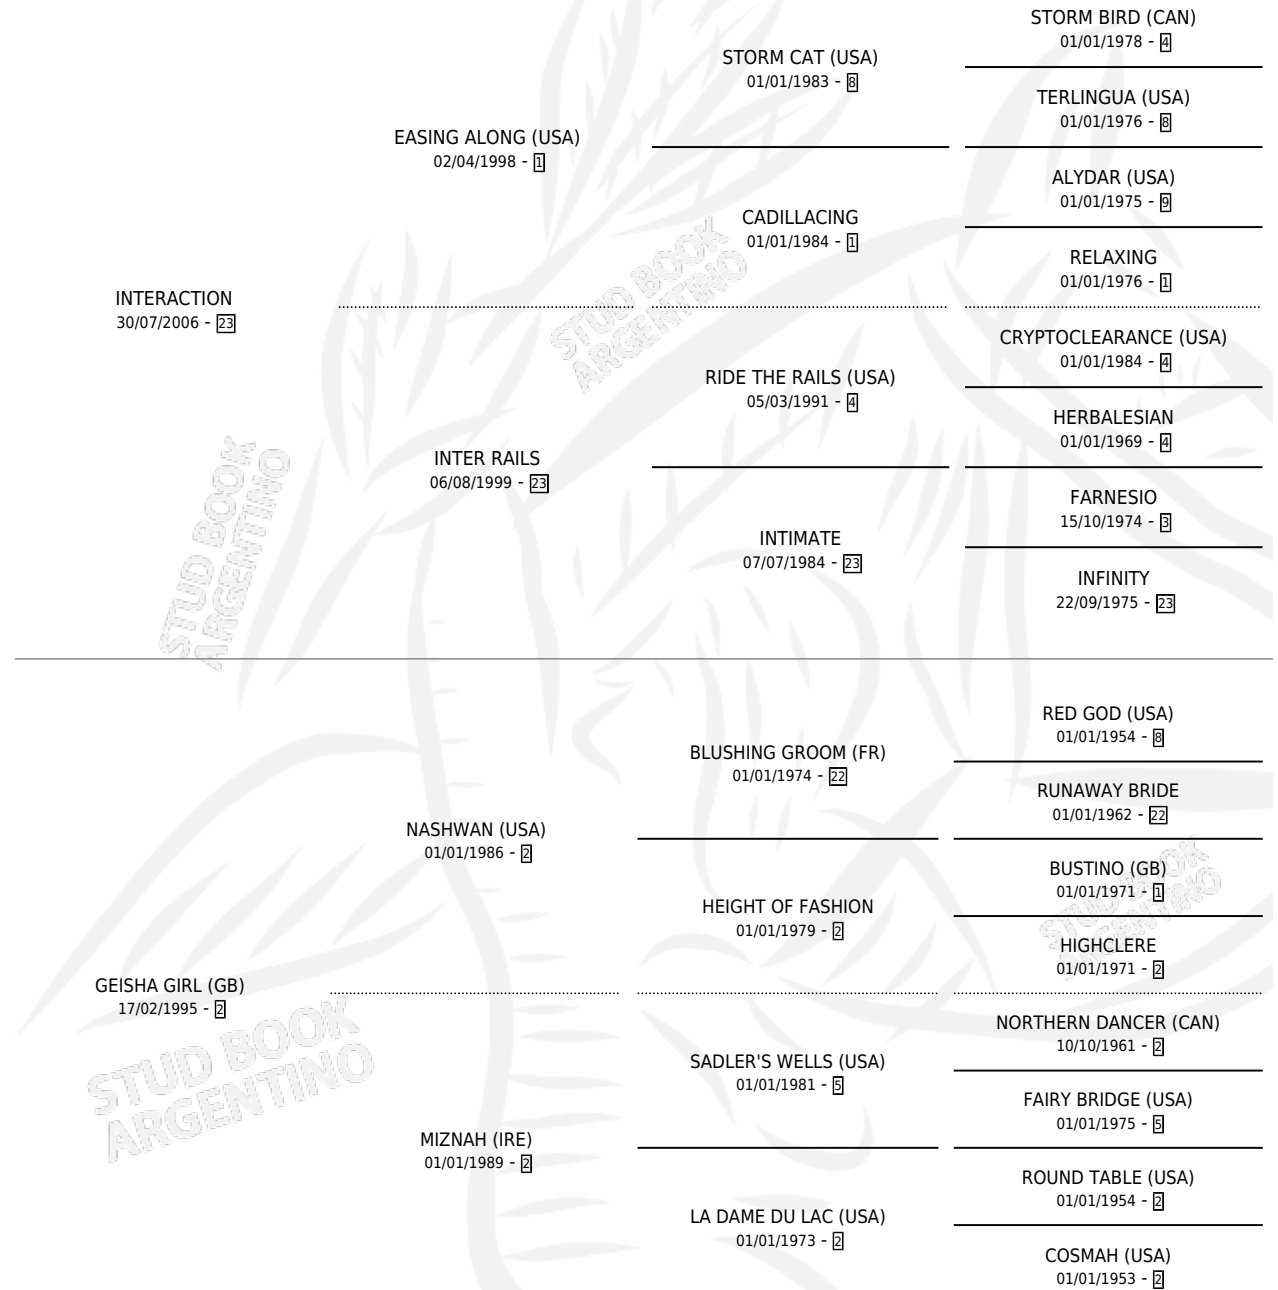 STORM BIRD (CAN)
01/01/1978 - 4
STORM CAT (USA)
01/01/1983 - 8
TERLINGUA (USA)
01/01/1976 - 8
EASING ALONG (USA)
02/04/1998 - 1
ALYDAR (USA)
01/01/1975 - 9
CADILLACING
01/01/1984 - 1
RELAXING
01/01/1976 - 1
INTERACTION
30/07/2006 - 23
CRYPTOCLEARANCE (USA)
01/01/1984 - 4
RIDE THE RAILS (USA)
05/03/1991 - 4
HERBALESIAN
01/01/1969 - 4
INTER RAILS
06/08/1999 - 23
FARNESIO
15/10/1974 - 3
INTIMATE
07/07/1984 - 23
INFINITY
22/09/1975 - 23
RED GOD (USA)
01/01/1954 - 8
BLUSHING GROOM (FR)
01/01/1974 - 22
RUNAWAY BRIDE
01/01/1962 - 22
NASHWAN (USA)
01/01/1986 - 2
BUSTINO (GB)
01/01/1971 - 1
HEIGHT OF FASHION
01/01/1979 - 2
HIGHCLERE
01/01/1971 - 2
GEISHA GIRL (GB)
17/02/1995 - 2
NORTHERN DANCER (CAN)
10/10/1961 - 2
SADLER'S WELLS (USA)
01/01/1981 - 5
FAIRY BRIDGE (USA)
01/01/1975 - 5
MIZNAH (IRE)
01/01/1989 - 2
ROUND TABLE (USA)
01/01/1954 - 2
LA DAME DU LAC (USA)
01/01/1973 - 2
COSMAH (USA)
01/01/1953 - 2
STUD BOOK
ARGENTINO
STUD BOOK
ARGENTINO
STUD BOOK
ARGENTINO
STUD BOOK
ARGENTINO